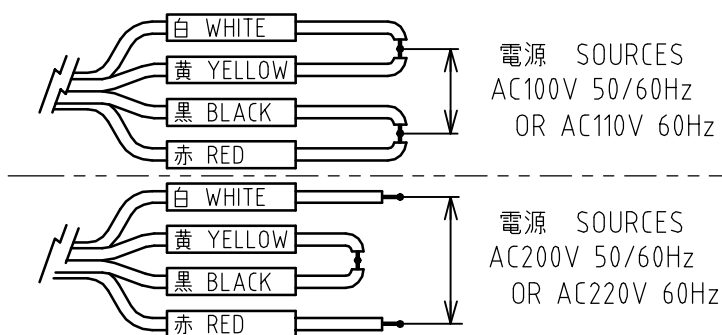 白 WHITE
黄 YELLOW
黒 BLACK
赤 RED
電源 SOURCES
AC100V 50/60Hz
OR AC110V 60Hz
白 WHITE
黄 YELLOW
黒 BLACK
赤 RED
電源 SOURCES
AC200V 50/60Hz
OR AC220V 60Hz